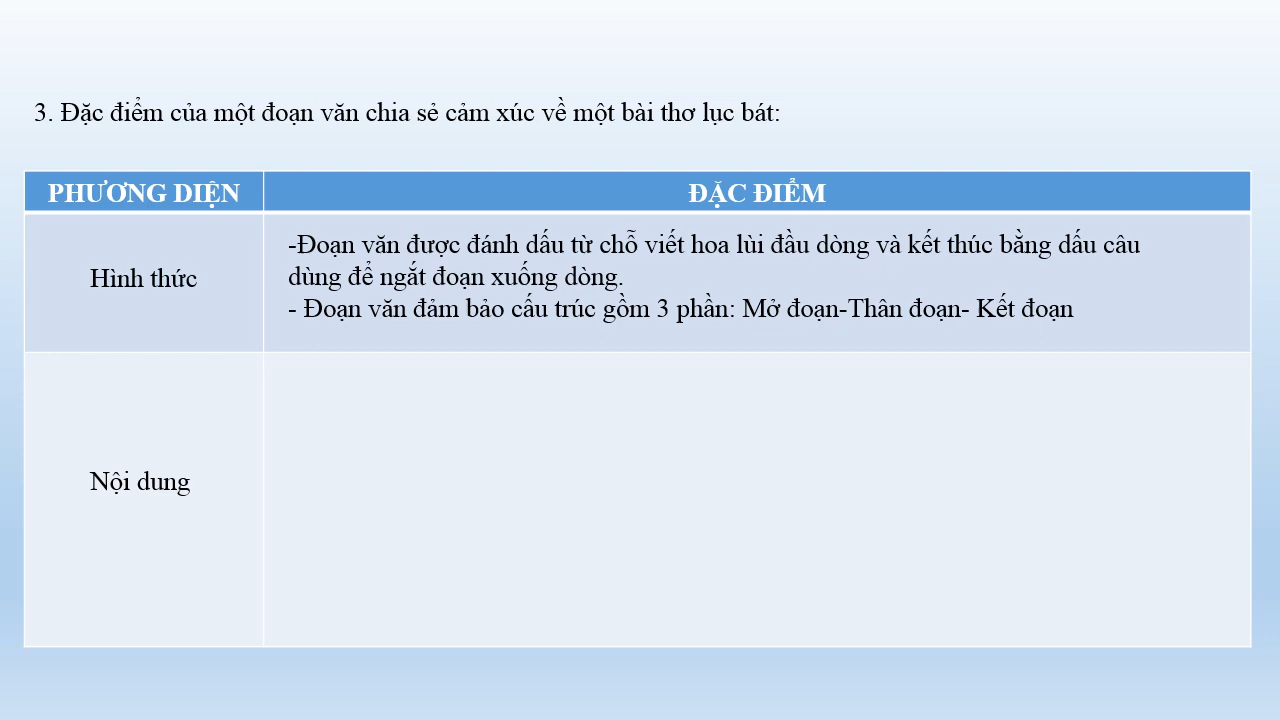 3. Đặc điểm của một đoạn văn chia sẻ cảm xúc về một bài thơ lục bát:
PHƯƠNG DIỆN
ĐẶC ĐIỂM
Hình thức
-Đoạn văn được đánh dấu từ chỗ viết hoa lùi đầu dòng và kết thúc bằng dấu câu
dùng để ngắt đoạn xuống dòng.
- Đoạn văn đảm bảo cấu trúc gồm 3 phần: Mở đoạn-Thân đoạn- Kết đoạn
Nội dung